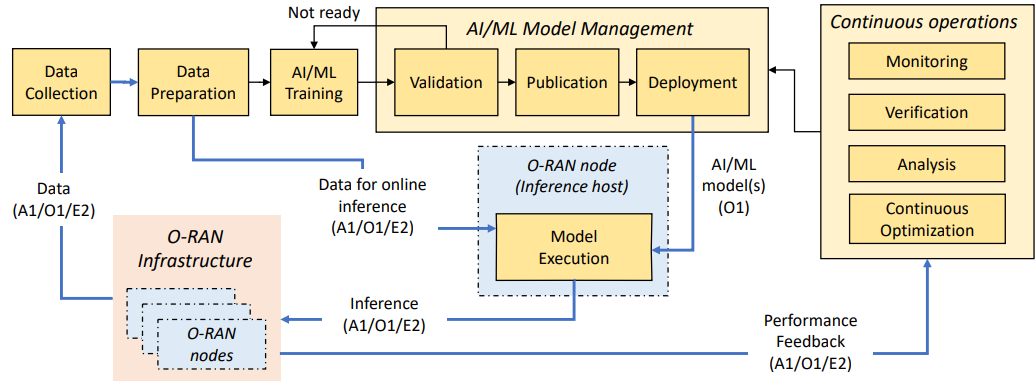 Not ready
AI/ML Model Management
Continuous operations
Data
Collection
Data
Preparation
AI/ML
Training
Validation
Publication
Deployment
Monitoring
Verification
Analysis
Continuous
Optimization
Data
(A1/O1/E2)
Data for online
inference
(A1/O1/E2)
O-RAN node
(Inference host)
Model
Execution
AI/ML
model(s)
(O1)
O-RAN
Infrastructure
O-RAN
nodes
Inference
(A1/O1/E2)
Performance
Feedback
(A1/O1/E2)